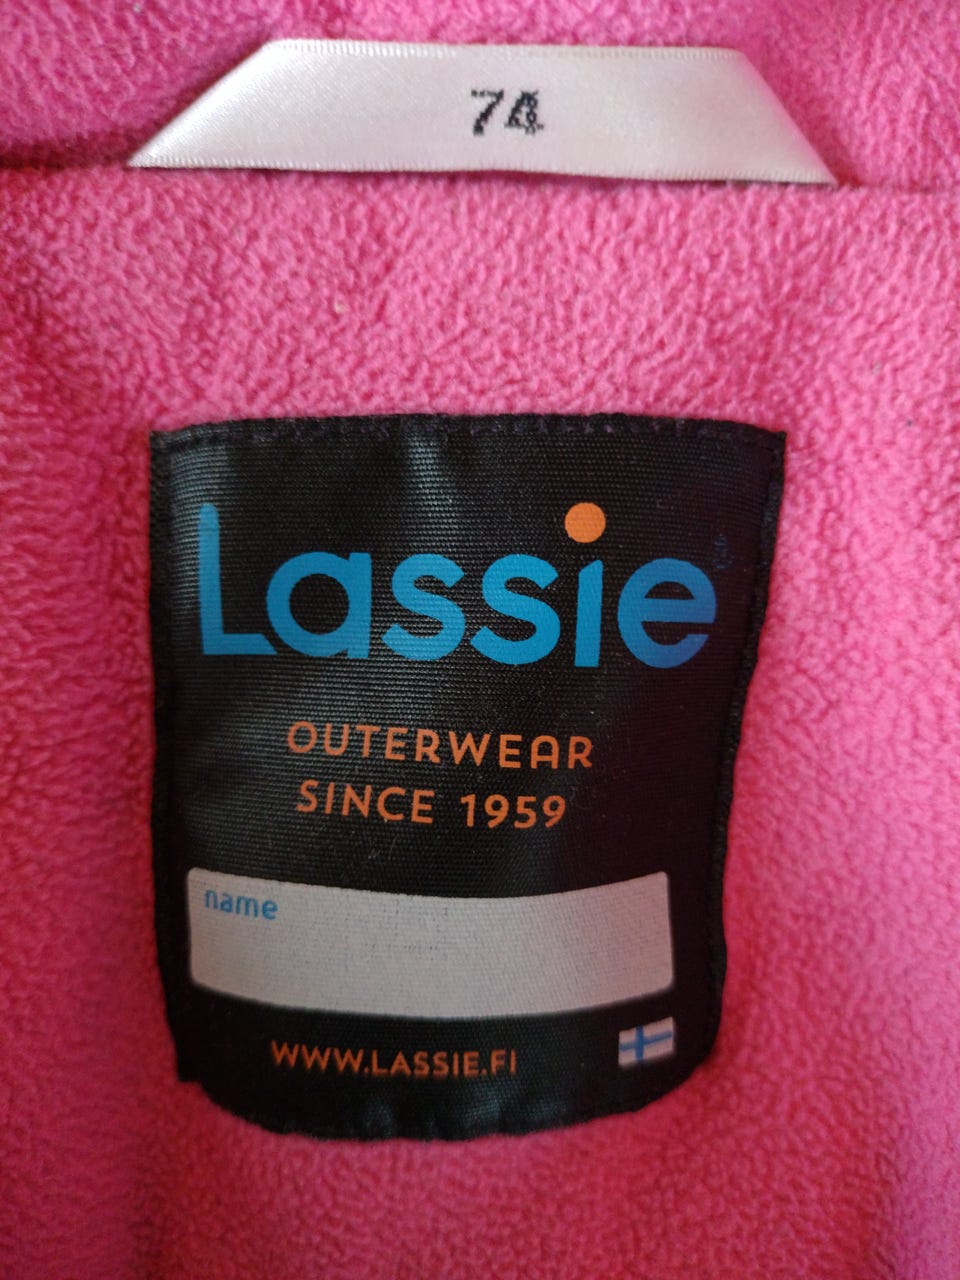 74
Lassie
OUTERWEAR
SINCE 1959
name
WWW.LASSIE.FI